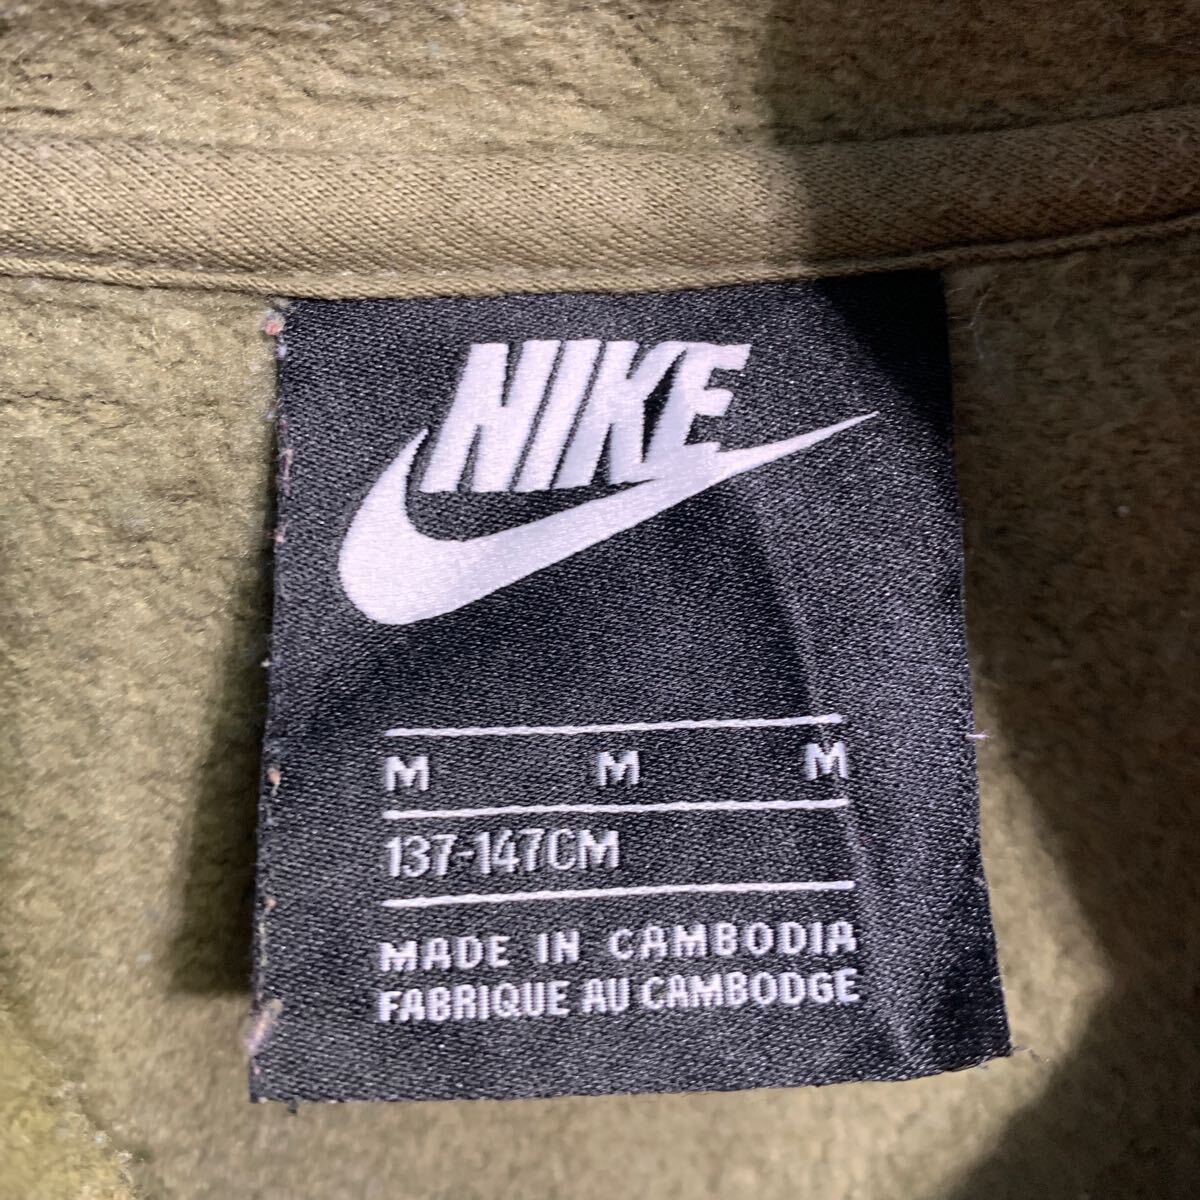 NIKE
M M M
137-147CM
MADE IN CAMBODIA
FABRIQUE AU CAMBODGE